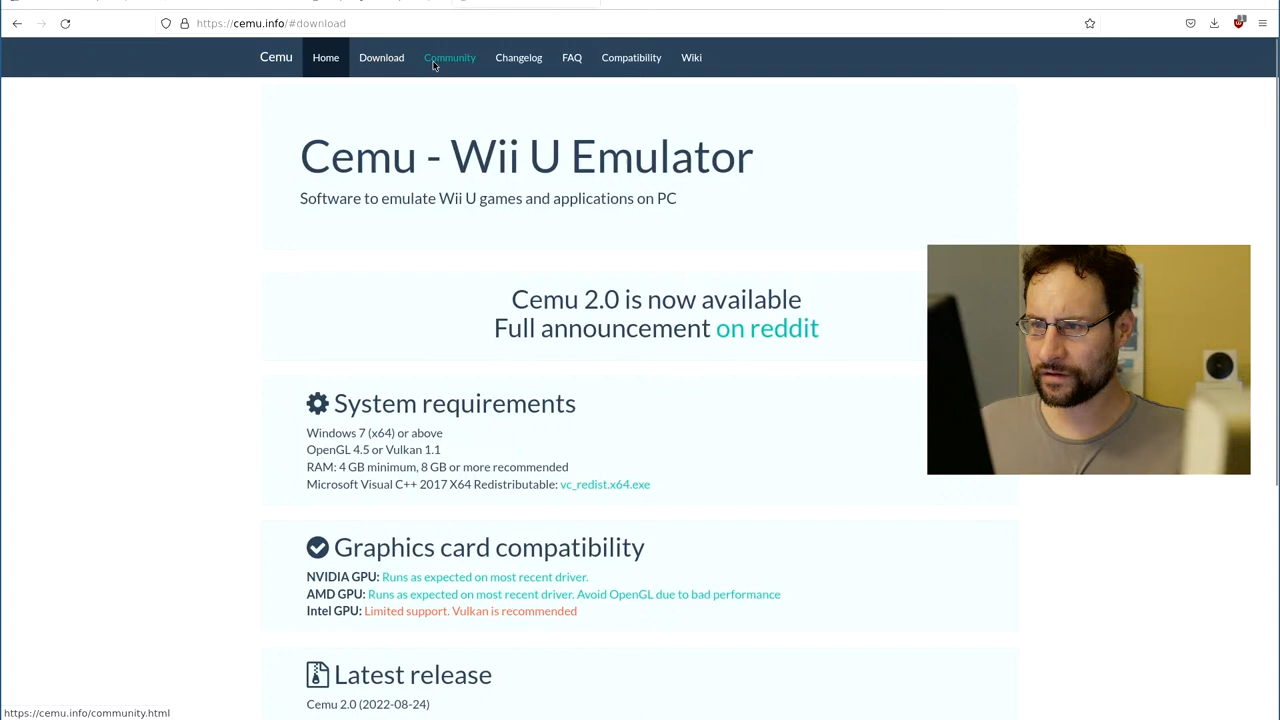 https://cemu.info/#download
Cemu Home Download Community Changelog FAQ Compatibility Wiki
Cemu - Wii U Emulator
Software to emulate Wii U games and applications on PC
Cemu 2.0 is now available
Full announcement on reddit
System requirements
Windows 7 (x64) or above
OpenGL 4.5 or Vulkan 1.1
RAM: 4 GB minimum, 8 GB or more recommended
Microsoft Visual C++ 2017 X64 Redistributable: vc_redist.x64.exe
Graphics card compatibility
NVIDIA GPU: Runs as expected on most recent driver.
AMD GPU: Runs as expected on most recent driver. Avoid OpenGL due to bad performance
Intel GPU: Limited support. Vulkan is recommended
Latest release
Cemu 2.0 (2022-08-24)
https://cemu.info/community.html